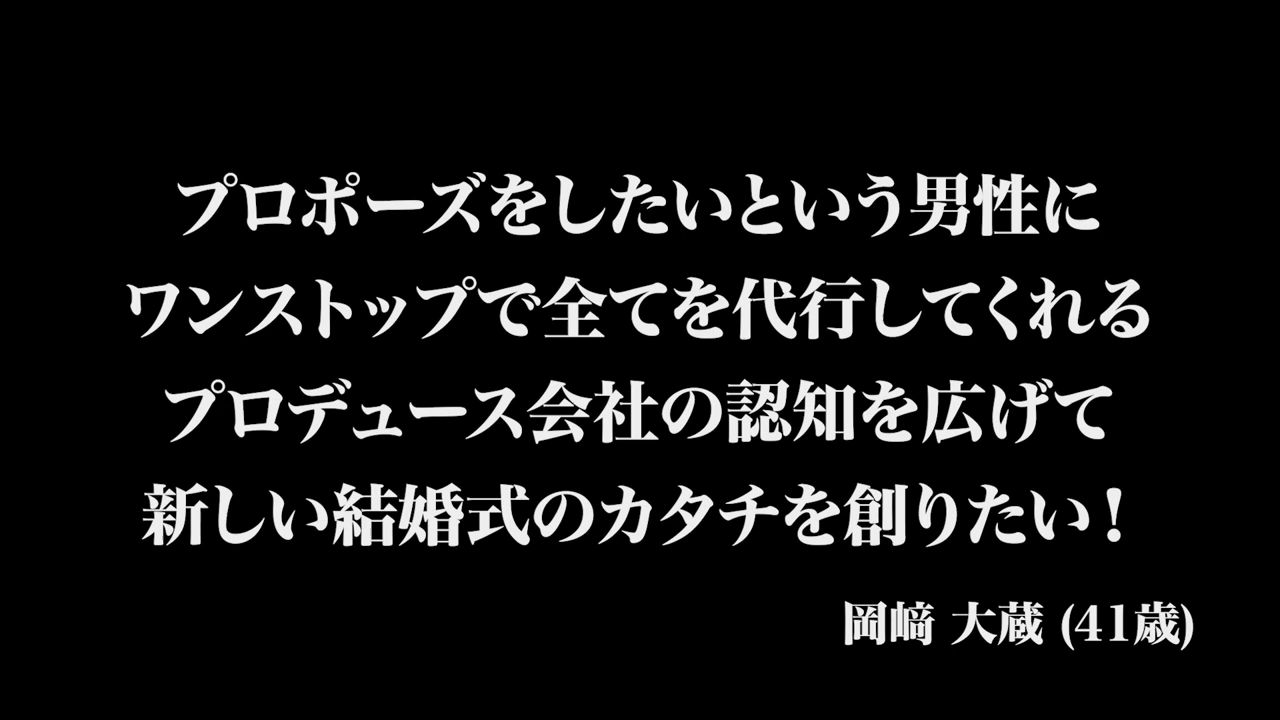 プロポーズをしたいという男性に
ワンストップで全てを代行してくれる
プロデュース会社の認知を広げて
新しい結婚式のカタチを創りたい！
岡﨑 大蔵 (41歳)